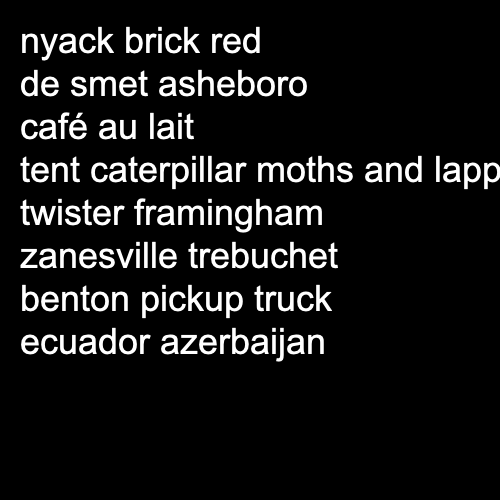 nyack brick red
de smet asheboro
café au lait
tent caterpillar moths and lapp
twister framingham
zanesville trebuchet
benton pickup truck
ecuador azerbaijan